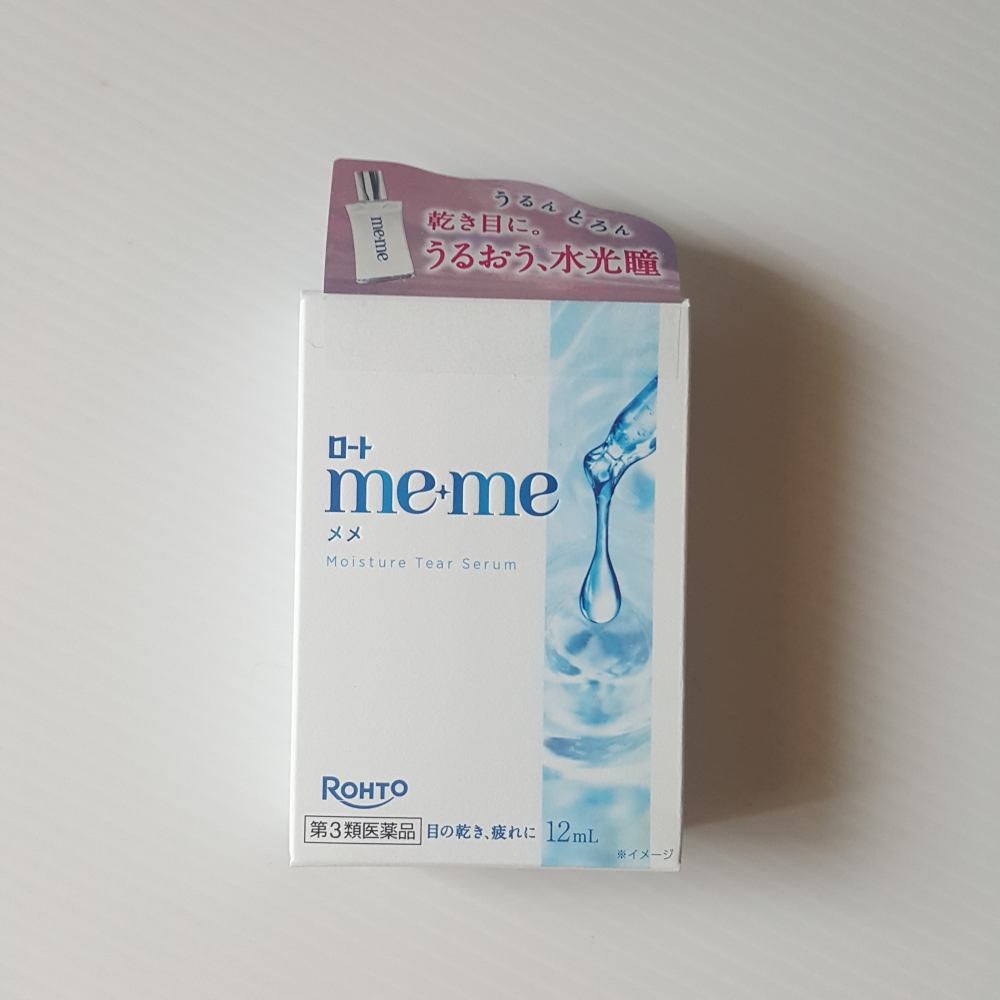 うるんとろん
乾き目に。
うるおう、水光瞳
me+me
ロート
me+me
メメ
Moisture Tear Serum
ROHTO
第3類医薬品 目の乾き、疲れに 12mL
※イメージ